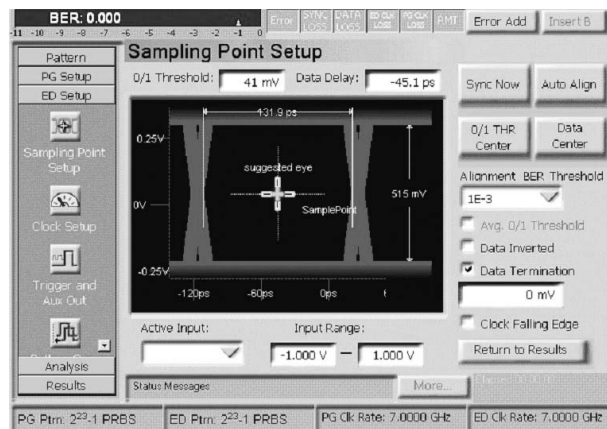 BER: 0.000
-11 -10 -9 -8 -7 -6 -5 -4 -3 -2 -1 0
Error
SYNC LOSS
DATA LOSS
ED CLK LOSS
PG CLK LOSS
RMT
Error Add
Insert B
Pattern
PG Setup
ED Setup
Sampling Point Setup
Clock Setup
Trigger and Aux Out
Analysis
Results
Sampling Point Setup
0/1 Threshold: 41 mV
Data Delay: -45.1 ps
431.9 ps
0.25V
0V
-0.25V
suggested eye
SamplePoint
515 mV
-120ps -60ps 0ps
Active Input:
Input Range:
-1.000 V — 1.000 V
Sync Now
Auto Align
0/1 THR Center
Data Center
Alignment BER Threshold
1E-3
Avg. 0/1 Threshold
Data Inverted
Data Termination
0 mV
Clock Falling Edge
Return to Results
Status Messages
More...
PG Ptrn: 2²³-1 PRBS
ED Ptrn: 2²³-1 PRBS
PG Clk Rate: 7.0000 GHz
ED Clk Rate: 7.0000 GHz